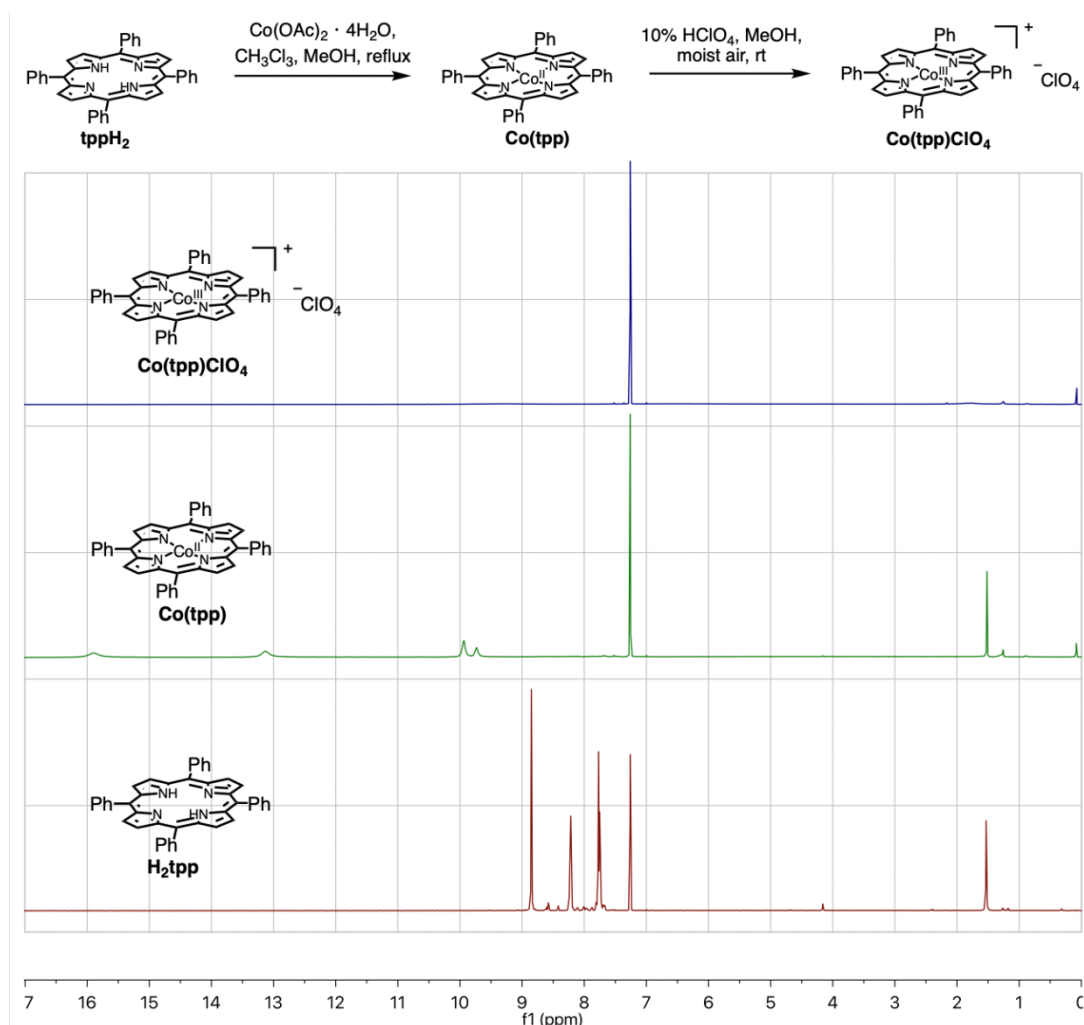 Co(OAc)₂ · 4H₂O,
CH₃Cl₃, MeOH, reflux
10% HClO₄, MeOH,
moist air, rt
Ph
NH
N
Ph
Ph
N
HN
Ph
tppH₂
Ph
N
N
Ph
Coᴵᴵ
Ph
N
N
Ph
Co(tpp)
Ph
+
N
N
Ph
Coᴵᴵᴵ
Ph
N
N
Ph
−
ClO₄
Co(tpp)ClO₄
Ph
+
N
N
Ph
Coᴵᴵᴵ
Ph
N
N
Ph
−
ClO₄
Co(tpp)ClO₄
Ph
N
N
Ph
Coᴵᴵ
Ph
N
N
Ph
Co(tpp)
Ph
NH
N
Ph
Ph
N
HN
Ph
H₂tpp
7 16 15 14 13 12 11 10 9 8 7 6 5 4 3 2 1 0
f1 (ppm)